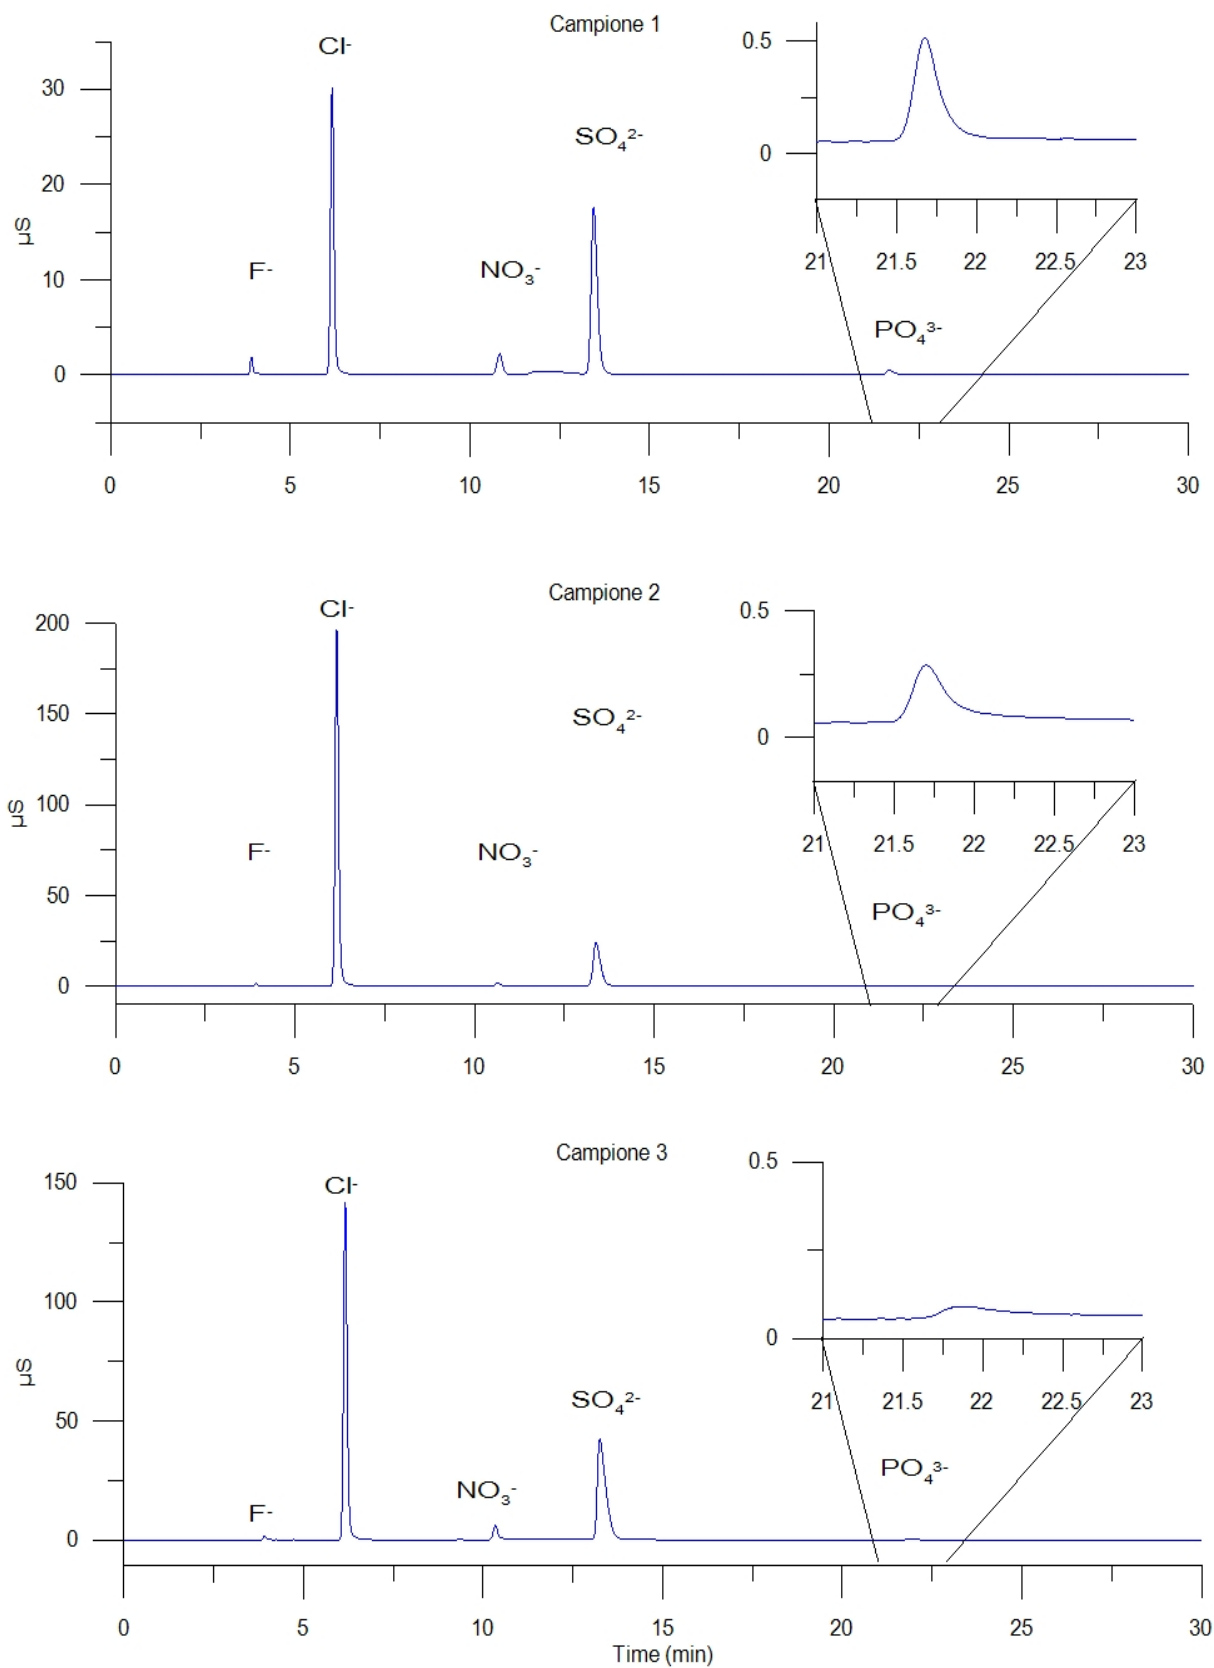 Campione 1
Cl⁻
0.5
30
SO₄²⁻
0
20
µS
F⁻
NO₃⁻
21 21.5 22 22.5 23
10
PO₄³⁻
0
0 5 10 15 20 25 30
Campione 2
Cl⁻
0.5
200
150
SO₄²⁻
0
µS
100
F⁻
NO₃⁻
21 21.5 22 22.5 23
50
PO₄³⁻
0
0 5 10 15 20 25 30
Campione 3
0.5
150
Cl⁻
100
0
µS
SO₄²⁻
21 21.5 22 22.5 23
50
PO₄³⁻
NO₃⁻
F⁻
0
0 5 10 15 20 25 30
Time (min)